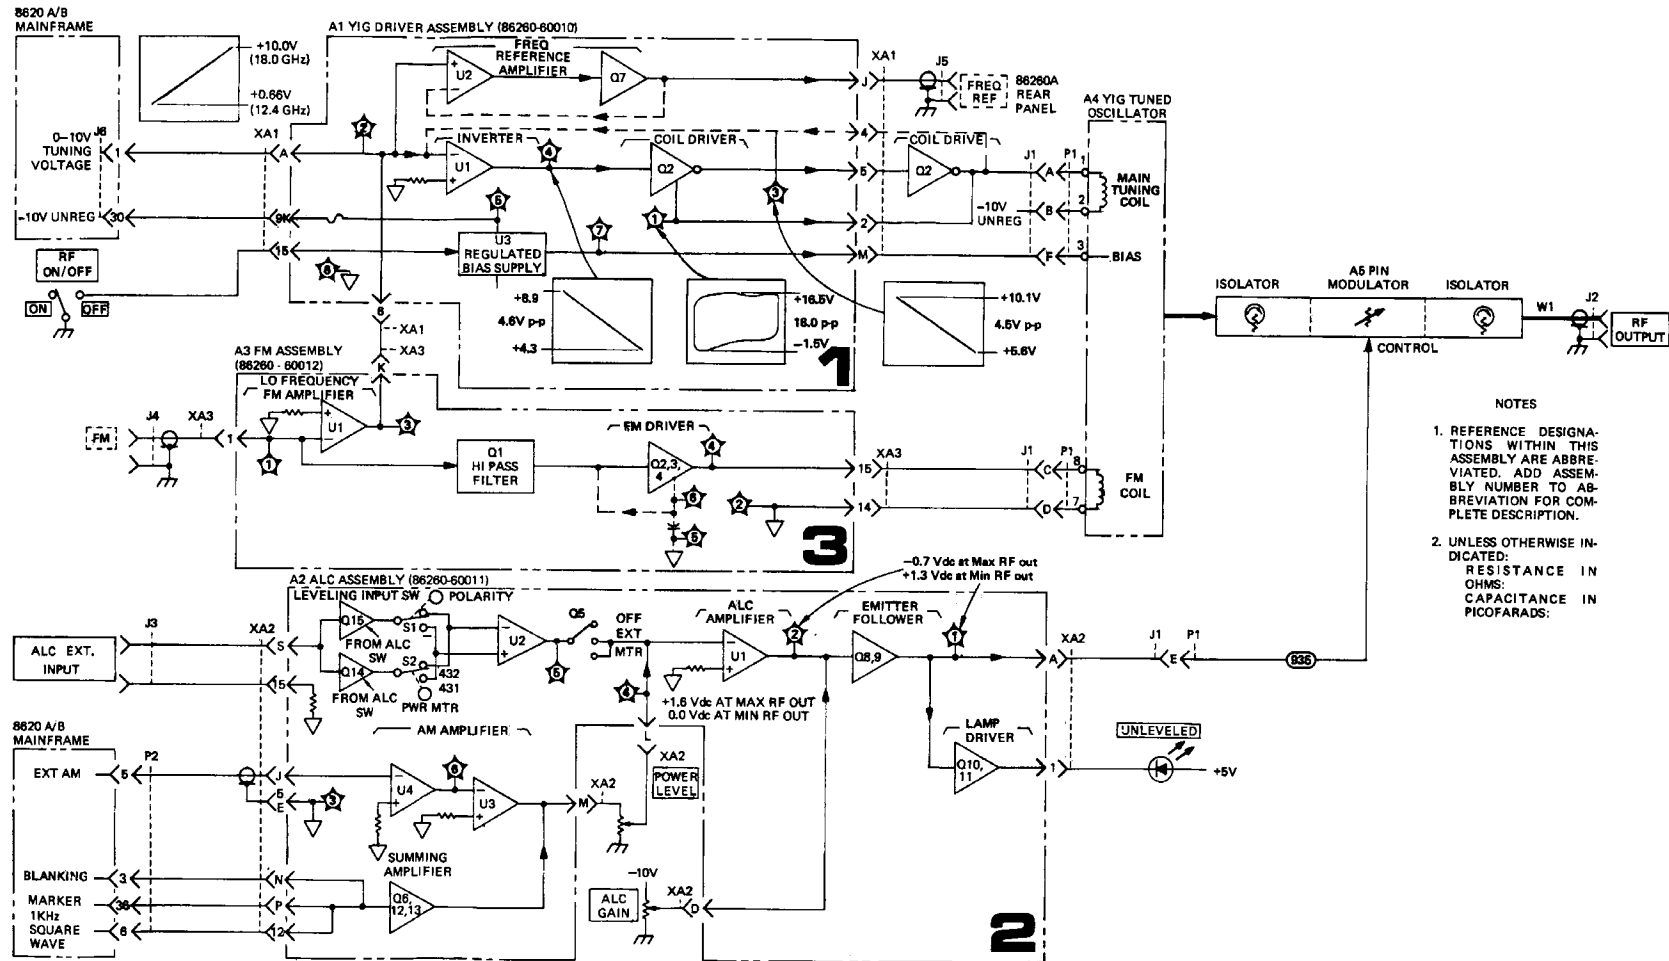 8620 A/B
MAINFRAME
+10.0V
(18.0 GHz)
+0.66V
(12.4 GHz)
A1 YIG DRIVER ASSEMBLY (86260-60010)
FREQ
REFERENCE
AMPLIFIER
U2
Q7
J
XA1
J5
FREQ
REF
86260A
REAR
PANEL
A4 YIG TUNED
OSCILLATOR
0–10V
TUNING
VOLTAGE
J6
1
XA1
A
2
INVERTER
U1
4
COIL DRIVER
Q2
3
4
5
COIL DRIVE
Q2
J1
P1
A
1
MAIN
TUNING
COIL
–10V UNREG
30
9K
5
1
2
–10V
UNREG
B
2
RF
ON/OFF
ON
OFF
15
6
U3
REGULATED
BIAS SUPPLY
7
M
F
3
BIAS
+8.9
4.6V p-p
+4.3
+16.5V
18.0 p-p
–1.5V
+10.1V
4.5V p-p
+5.6V
1
8
XA1
XA3
K
ISOLATOR
A5 PIN
MODULATOR
ISOLATOR
CONTROL
W1
J2
RF
OUTPUT
A3 FM ASSEMBLY
(86260 - 60012)
LO FREQUENCY
FM AMPLIFIER
U1
3
FM
J4
XA3
1
1
Q1
HI PASS
FILTER
FM DRIVER
Q2,3,
4
4
6
5
2
15
XA3
14
J1
P1
C
8
D
7
FM
COIL
3
NOTES
1. REFERENCE DESIGNA-
TIONS WITHIN THIS
ASSEMBLY ARE ABBRE-
VIATED. ADD ASSEM-
BLY NUMBER TO AB-
BREVIATION FOR COM-
PLETE DESCRIPTION.
2. UNLESS OTHERWISE IN-
DICATED:
RESISTANCE IN
OHMS:
CAPACITANCE IN
PICOFARADS:
A2 ALC ASSEMBLY (86260-60011)
LEVELING INPUT SW
POLARITY
–0.7 Vdc at Max RF out
+1.3 Vdc at Min RF out
ALC EXT.
INPUT
J3
XA2
S
15
Q15
FROM ALC
SW
S1
Q14
FROM ALC
SW
S2
432
431
PWR MTR
U2
5
Q5
OFF
EXT
MTR
4
ALC
AMPLIFIER
U1
2
EMITTER
FOLLOWER
Q8,9
1
A
XA2
J1
P1
E
936
+1.6 Vdc AT MAX RF OUT
0.0 Vdc AT MIN RF OUT
LAMP
DRIVER
Q10,
11
1
UNLEVELED
+5V
8620 A/B
MAINFRAME
EXT AM
5
P2
J
5
E
3
AM AMPLIFIER
U4
6
U3
M
XA2
L
XA2
POWER
LEVEL
BLANKING
3
N
MARKER
36
P
1KHz
SQUARE
WAVE
6
12
SUMMING
AMPLIFIER
Q6,
12,13
–10V
ALC
GAIN
XA2
D
2